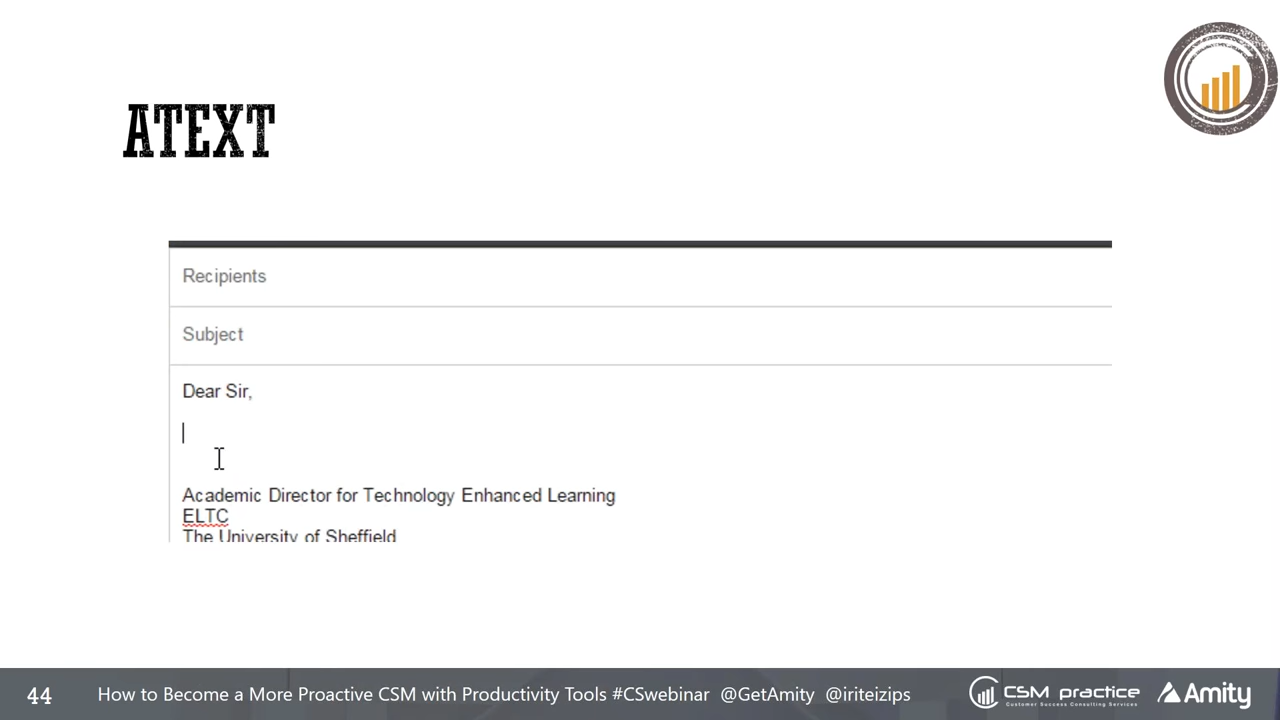 ATEXT
Recipients
Subject
Dear Sir,
Academic Director for Technology Enhanced Learning
ELTC
The University of Sheffield
44 How to Become a More Proactive CSM with Productivity Tools #CSwebinar @GetAmity @iriteizips CSM practice Amity
Customer Success Consulting Services